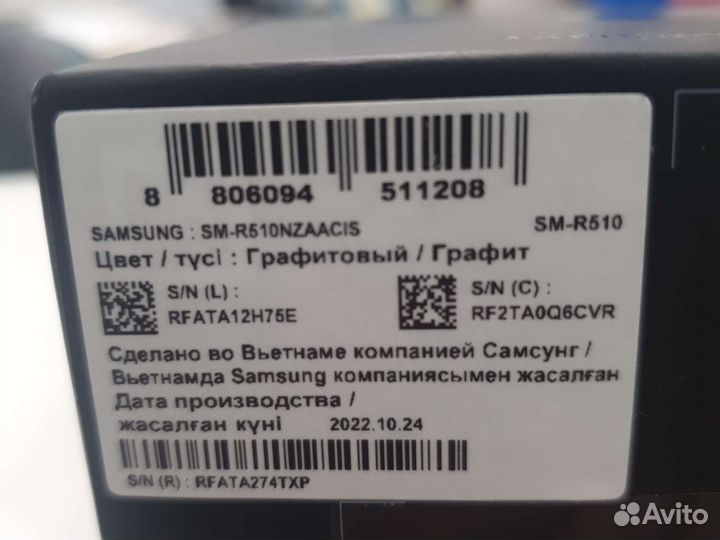 8 806094 511208
SAMSUNG : SM-R510NZAACIS SM-R510
Цвет / түсі : Графитовый / Графит
S/N (L) :
RFATA12H75E
S/N (C) :
RF2TA0Q6CVR
Сделано во Вьетнаме компанией Самсунг /
Вьетнамда Samsung компаниясымен жасалған
Дата производства /
жасалған күні 2022.10.24
S/N (R) : RFATA274TXP
Avito